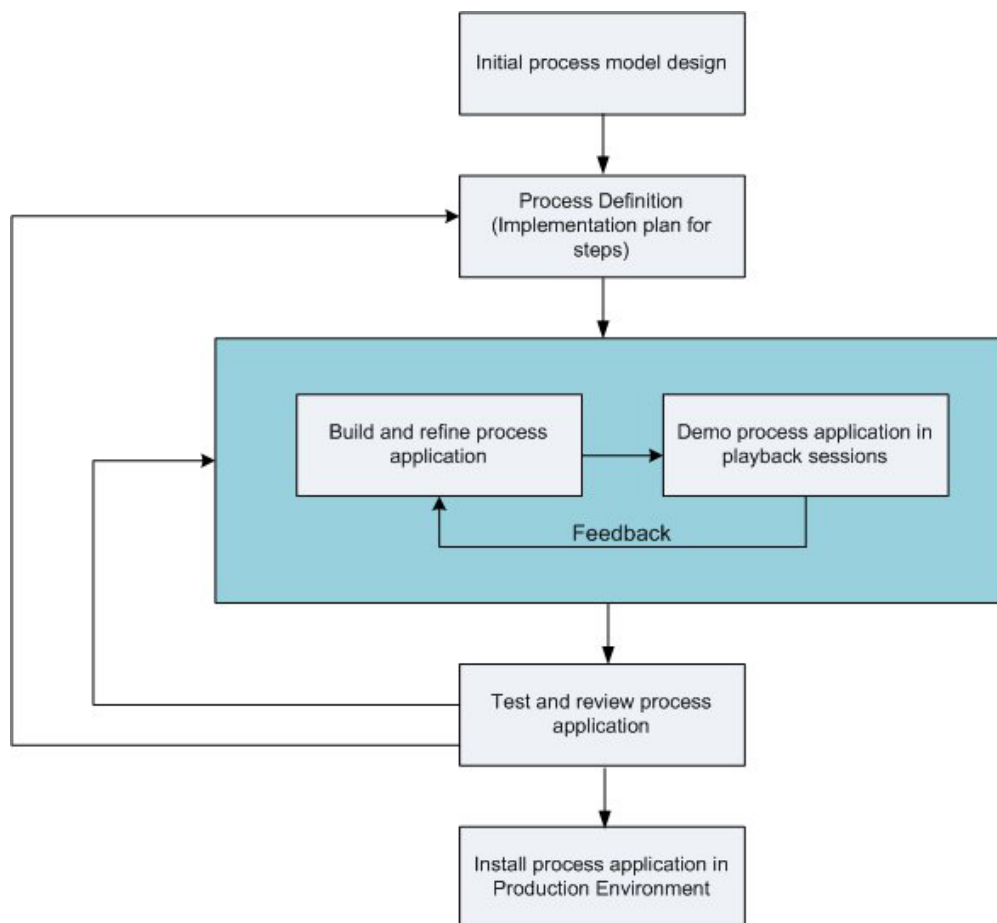 Initial process model design
Process Definition
(Implementation plan for
steps)
Build and refine process
application
Demo process application in
playback sessions
Feedback
Test and review process
application
Install process application in
Production Environment